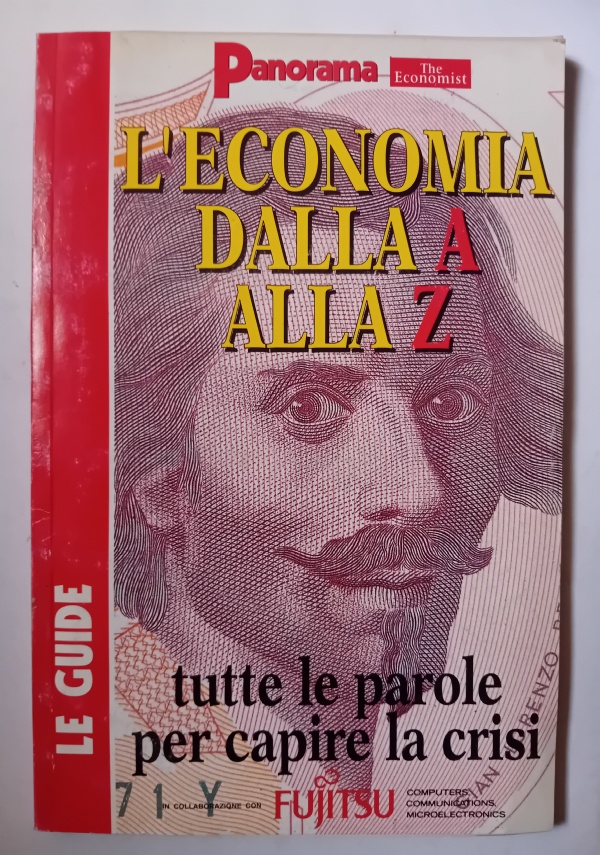 Panorama
The
Economist
L'ECONOMIA
DALLA A
ALLA Z
LE GUIDE
tutte le parole
per capire la crisi
71 Y
IN COLLABORAZIONE CON
FUJITSU
COMPUTERS,
COMMUNICATIONS,
MICROELECTRONICS